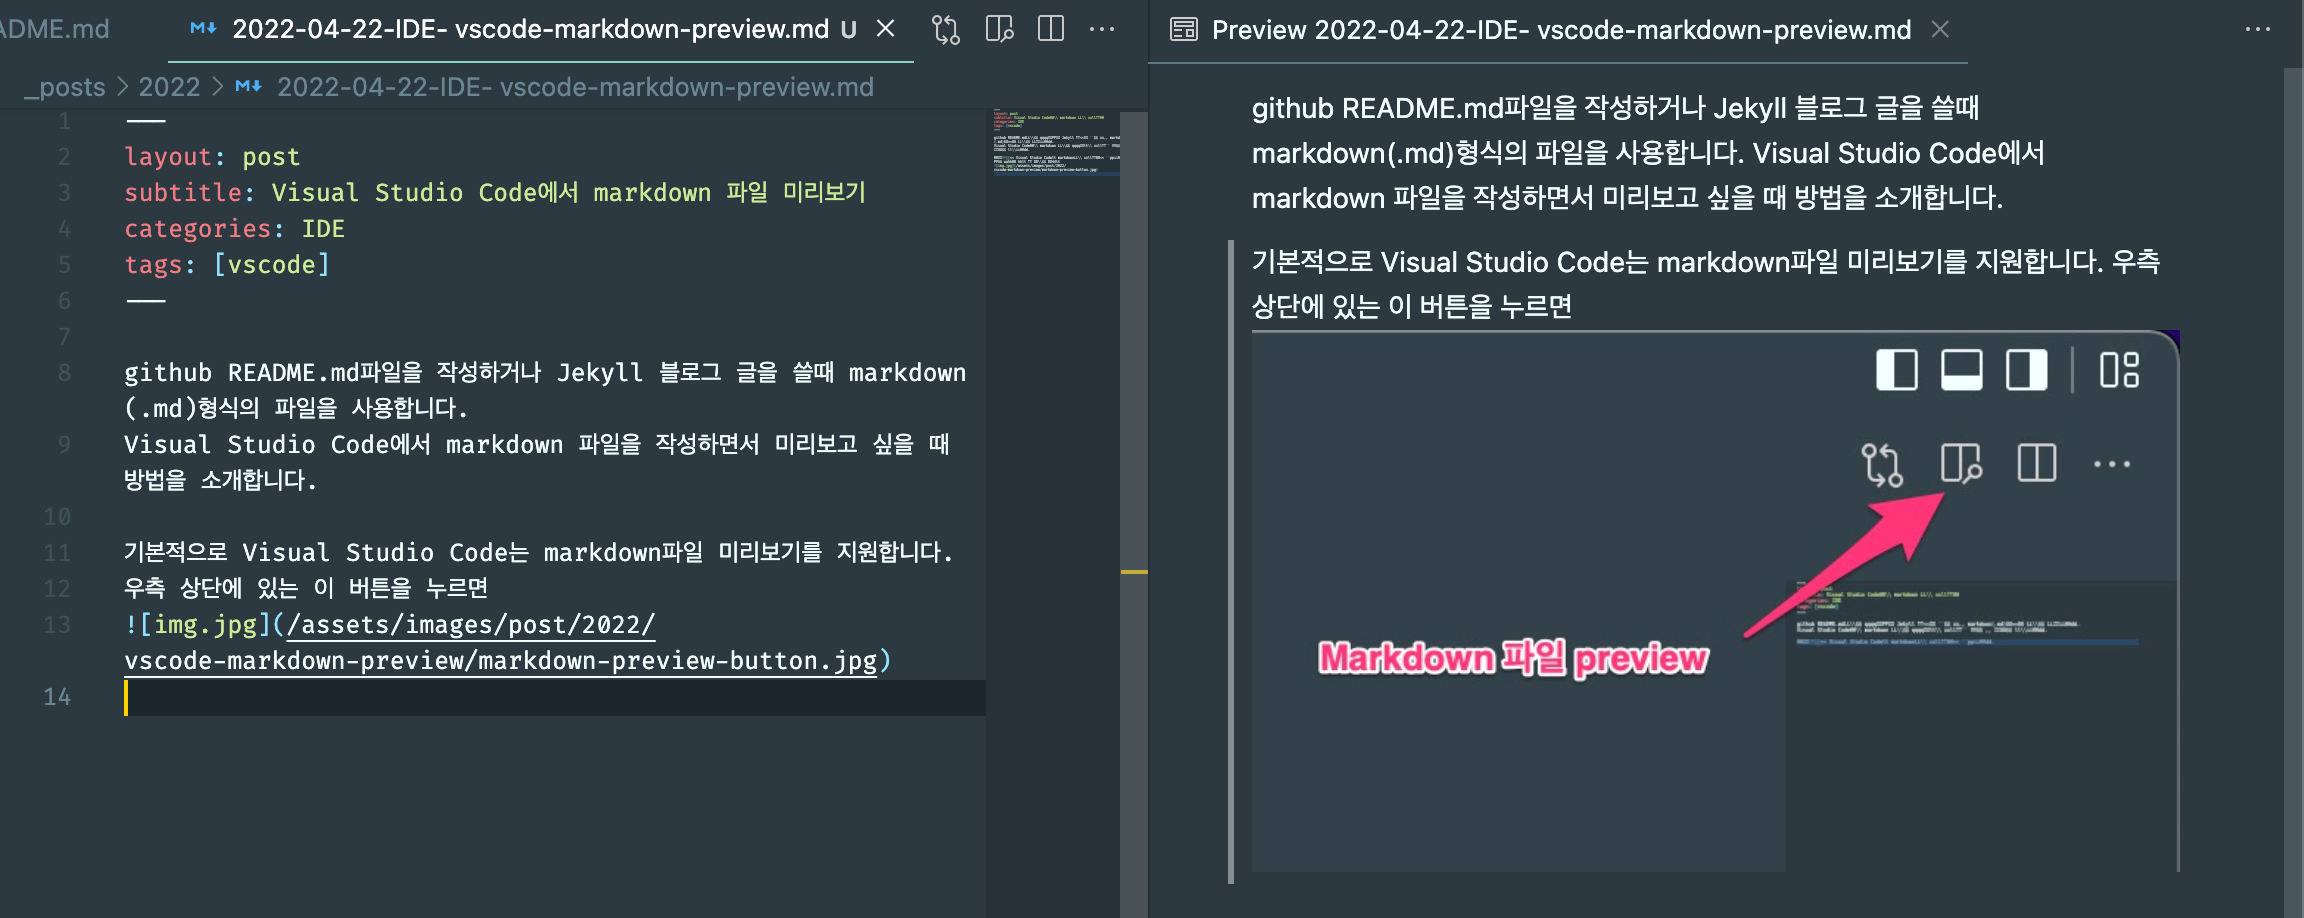 ADME.md
2022-04-22-IDE- vscode-markdown-preview.md U
_posts > 2022 > 2022-04-22-IDE- vscode-markdown-preview.md
1 ---
2 layout: post
3 subtitle: Visual Studio Code에서 markdown 파일 미리보기
4 categories: IDE
5 tags: [vscode]
6 ---
7
8 github README.md파일을 작성하거나 Jekyll 블로그 글을 쓸때 markdown
(.md)형식의 파일을 사용합니다.
9 Visual Studio Code에서 markdown 파일을 작성하면서 미리보고 싶을 때
방법을 소개합니다.
10
11 기본적으로 Visual Studio Code는 markdown파일 미리보기를 지원합니다.
12 우측 상단에 있는 이 버튼을 누르면
13 ![img.jpg](/assets/images/post/2022/
vscode-markdown-preview/markdown-preview-button.jpg)
14
Preview 2022-04-22-IDE- vscode-markdown-preview.md
github README.md파일을 작성하거나 Jekyll 블로그 글을 쓸때
markdown(.md)형식의 파일을 사용합니다. Visual Studio Code에서
markdown 파일을 작성하면서 미리보고 싶을 때 방법을 소개합니다.
기본적으로 Visual Studio Code는 markdown파일 미리보기를 지원합니다. 우측
상단에 있는 이 버튼을 누르면
Markdown 파일 preview